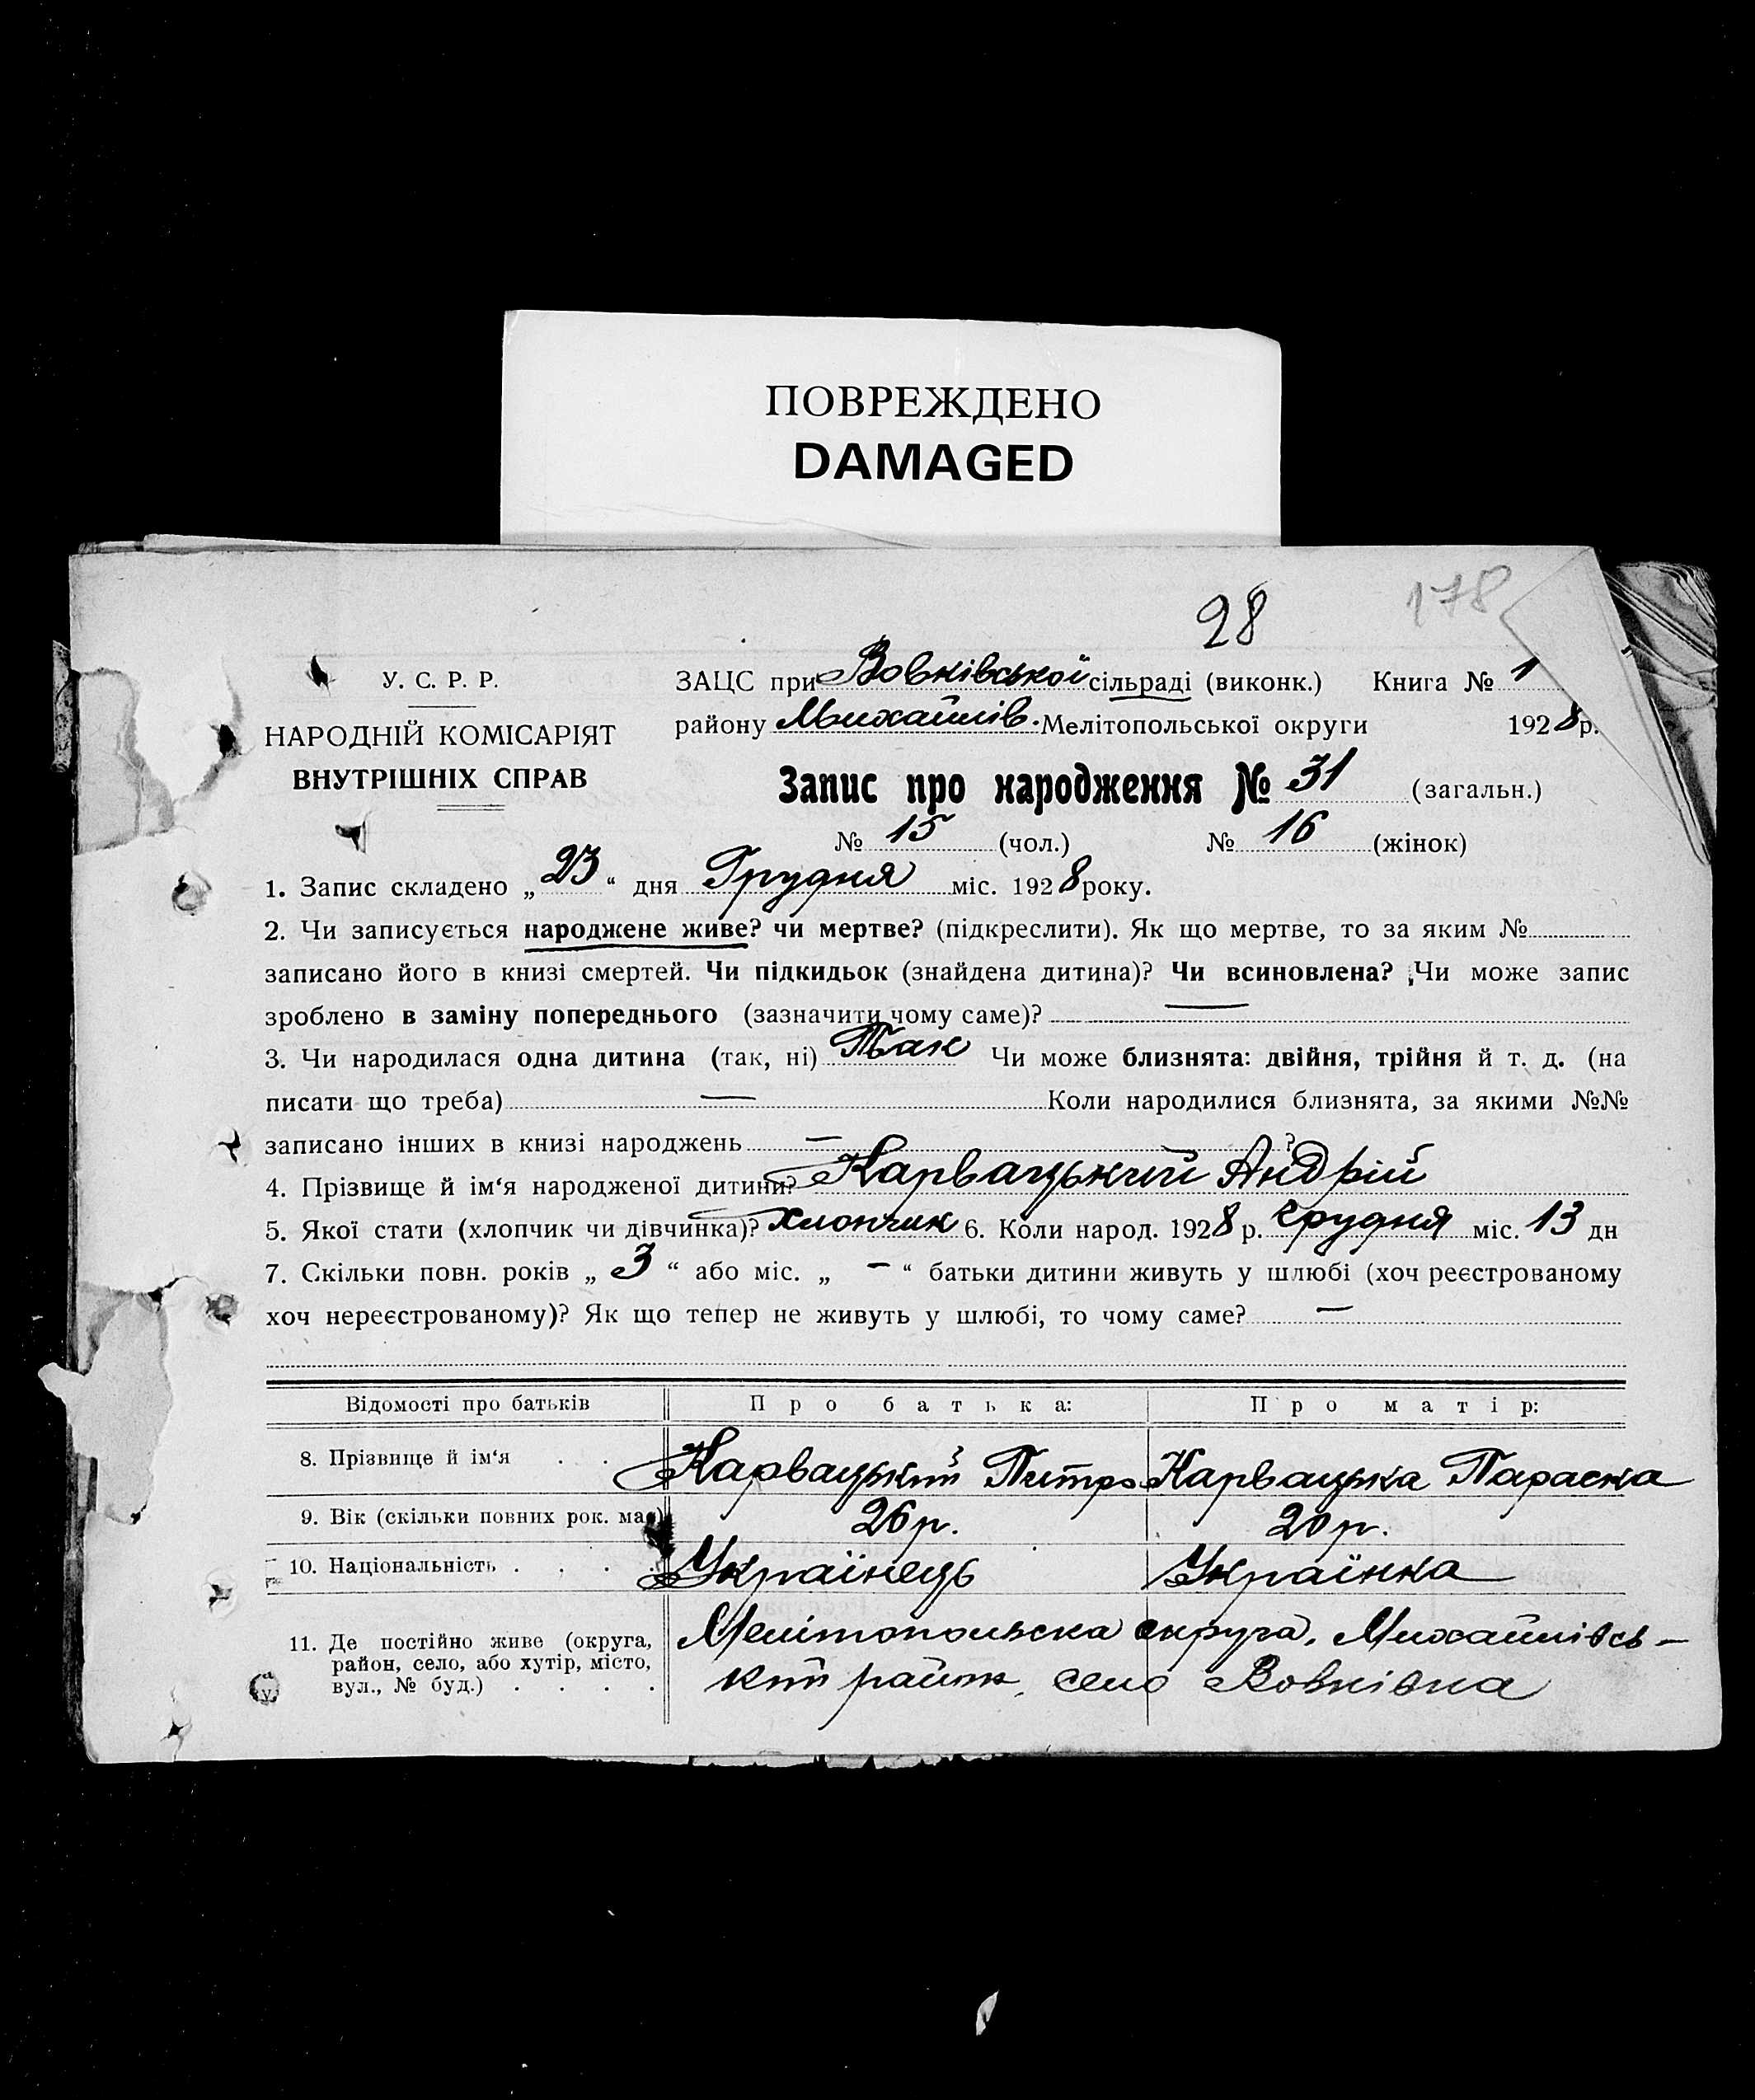 ПОВРЕЖДЕНО
DAMAGED
28
178
У. С. Р. Р.
НАРОДНІЙ КОМІСАРІЯТ
ВНУТРІШНІХ СПРАВ
ЗАЦС при Вовківськой сільраді (виконк.) Книга № 1
району Михайлів. Мелітопольської округи 1928 р.
Запис про народження № 31 (загальн.)
№ 15 (чол.) № 16 (жінок)
1. Запис складено „ 23 “ дня Грудня міс. 1928 року.
2. Чи записується народжене живе? чи мертве? (підкреслити). Як що мертве, то за яким №
записано його в книзі смертей. Чи підкидьок (знайдена дитина)? Чи всиновлена? Чи може запис
зроблено в заміну попереднього (зазначити чому саме)? —
3. Чи народилася одна дитина (так, ні) Так Чи може близнята: двійня, трійня й т. д. (на
писати що треба) — Коли народилися близнята, за якими №№
записано інших в книзі народжень — ?
4. Прізвище й ім‘я народженої дитини? Карвацький Андрій
5. Якої стати (хлопчик чи дівчинка)? хлопчик 6. Коли народ. 1928 р. Грудня міс. 13 дн
7. Скільки повн. років „ 3 “ або міс. „ – “ батьки дитини живуть у шлюбі (хоч реєстрованому
хоч нереєстрованому)? Як що тепер не живуть у шлюбі, то чому саме? —
Відомості про батьків Про батька: Про матір:
8. Прізвище й ім‘я . . Карвацький Питро Карвацька Параска
9. Вік (скільки повних рок. має) 26 р. 20 р.
10. Національність . . . . Українець Українка
11. Де постійно живе (округа, район, село, або хутір, місто, вул., № буд.) . . . .
Мелітопольска округа, Михайлівсь-
кий район, село Вовківка